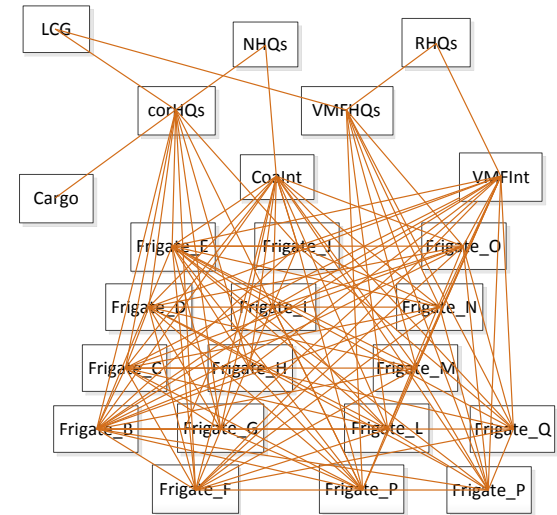 LCG
NHQs
RHQs
corHQs
VMFHQs
CoaInt
VMFInt
Cargo
Frigate_E
Frigate_J
Frigate_O
Frigate_D
Frigate_I
Frigate_N
Frigate_C
Frigate_H
Frigate_M
Frigate_B
Frigate_G
Frigate_L
Frigate_Q
Frigate_F
Frigate_P
Frigate_P